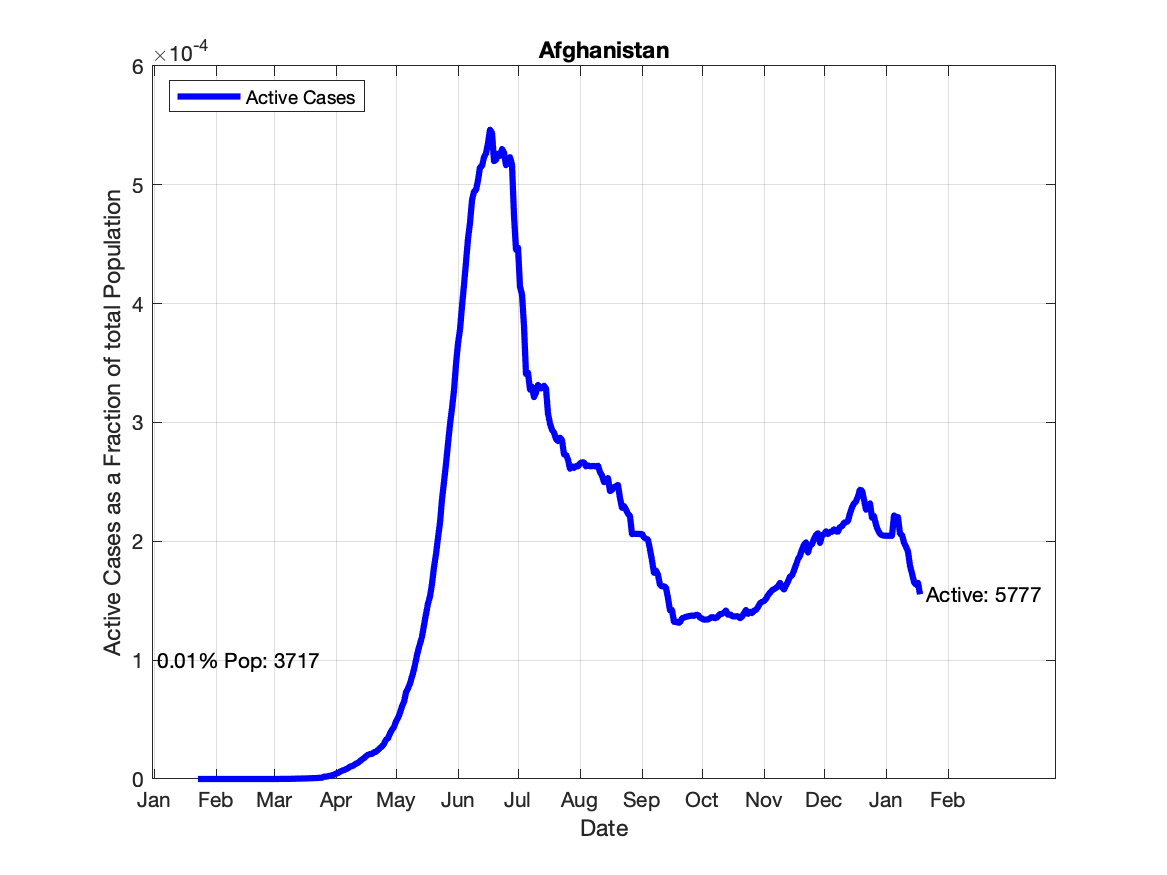 Afghanistan
×10⁻⁴
Active Cases
6
5
4
3
2
1
0
Active Cases as a Fraction of total Population
Active: 5777
0.01% Pop: 3717
Jan Feb Mar Apr May Jun Jul Aug Sep Oct Nov Dec Jan Feb
Date